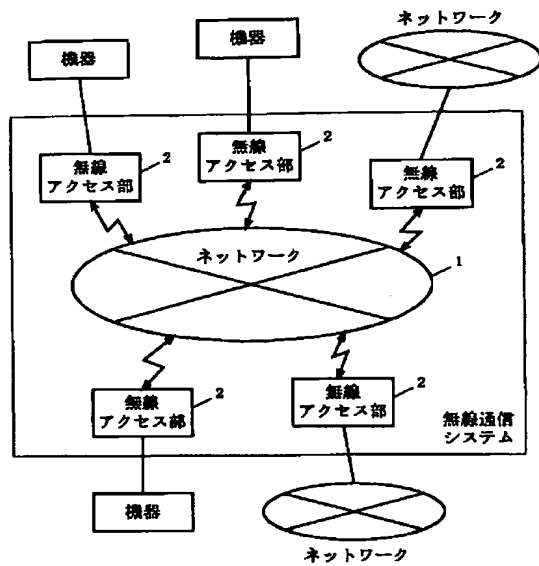 ネットワーク
機器
機器
無線
アクセス部
2
無線
アクセス部
2
無線
アクセス部
2
ネットワーク
1
無線
アクセス部
2
無線
アクセス部
2
無線通信
システム
機器
ネットワーク